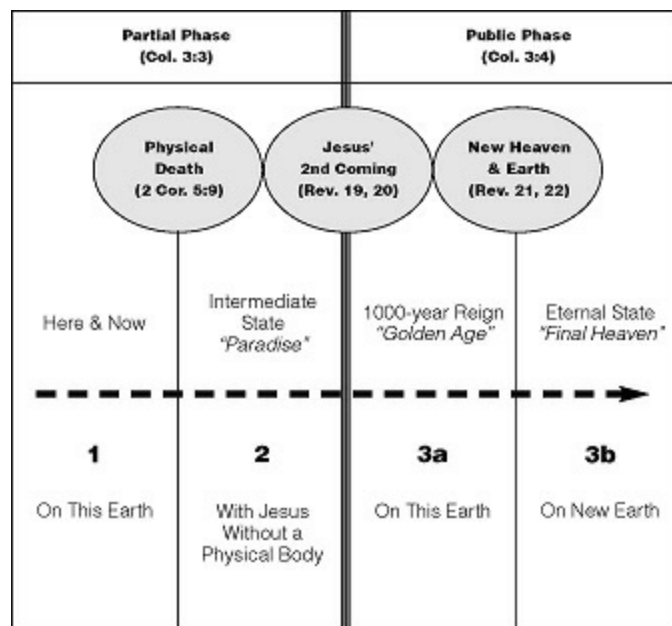 Partial Phase
(Col. 3:3)
Public Phase
(Col. 3:4)
Physical
Death
(2 Cor. 5:9)
Jesus'
2nd Coming
(Rev. 19, 20)
New Heaven
& Earth
(Rev. 21, 22)
Here & Now
Intermediate
State
"Paradise"
1000-year Reign
"Golden Age"
Eternal State
"Final Heaven"
1
2
3a
3b
On This Earth
With Jesus
Without a
Physical Body
On This Earth
On New Earth